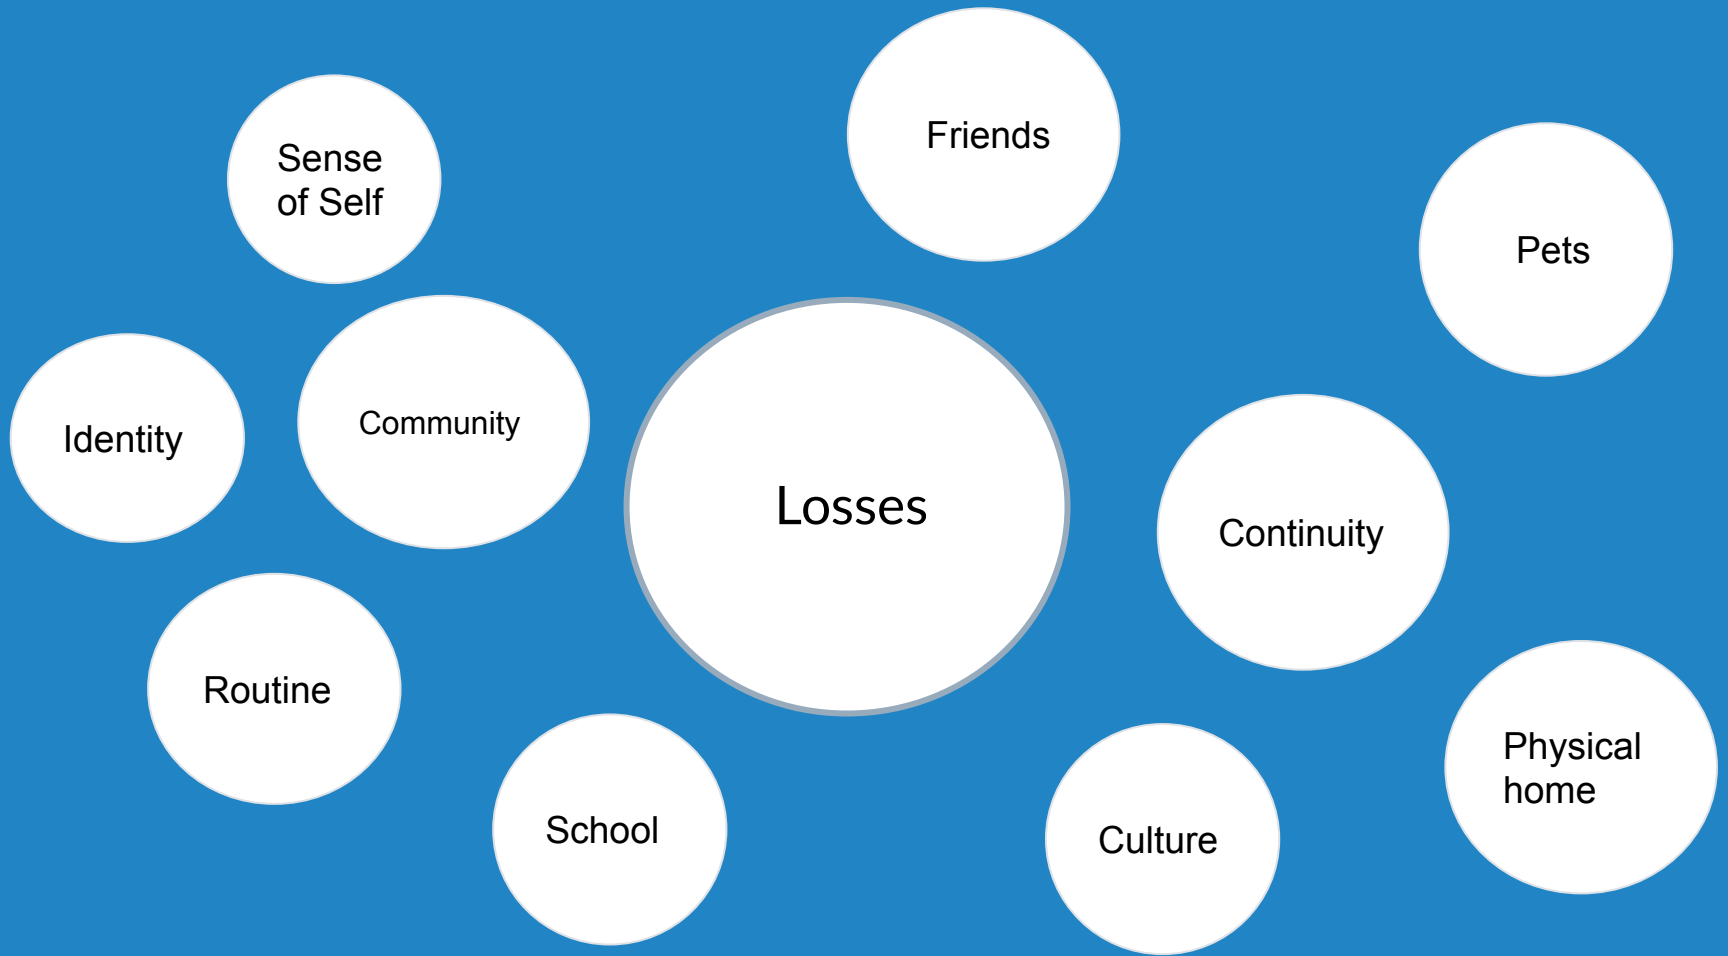 Friends
Sense
of Self
Pets
Community
Identity
Losses
Continuity
Routine
Physical
home
School
Culture